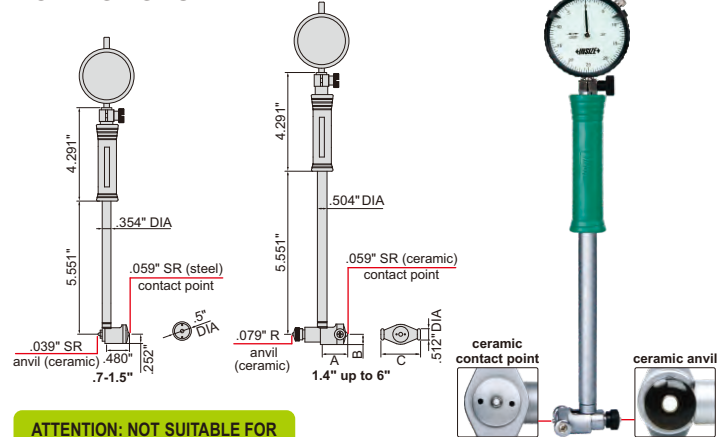 4.291"
5.551"
.354" DIA
.059" SR (steel)
contact point
.5"
DIA
.039" SR
anvil (ceramic)
.480"
.252"
.7-1.5"
4.291"
5.551"
.504" DIA
.059" SR (ceramic)
contact point
.079" R
anvil
(ceramic)
A
B
C
.512" DIA
1.4" up to 6"
INSIZE
ceramic
contact point
ceramic anvil
ATTENTION: NOT SUITABLE FOR